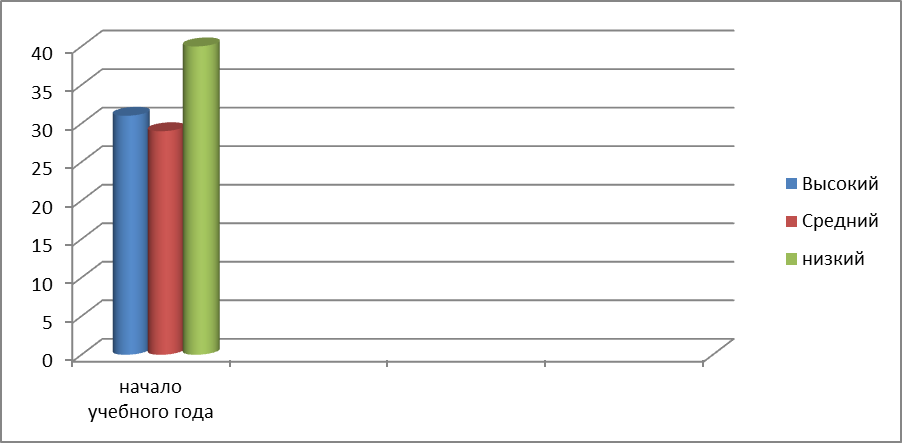 40
35
30
25
20
15
10
5
0
начало
учебного года
Высокий
Средний
низкий